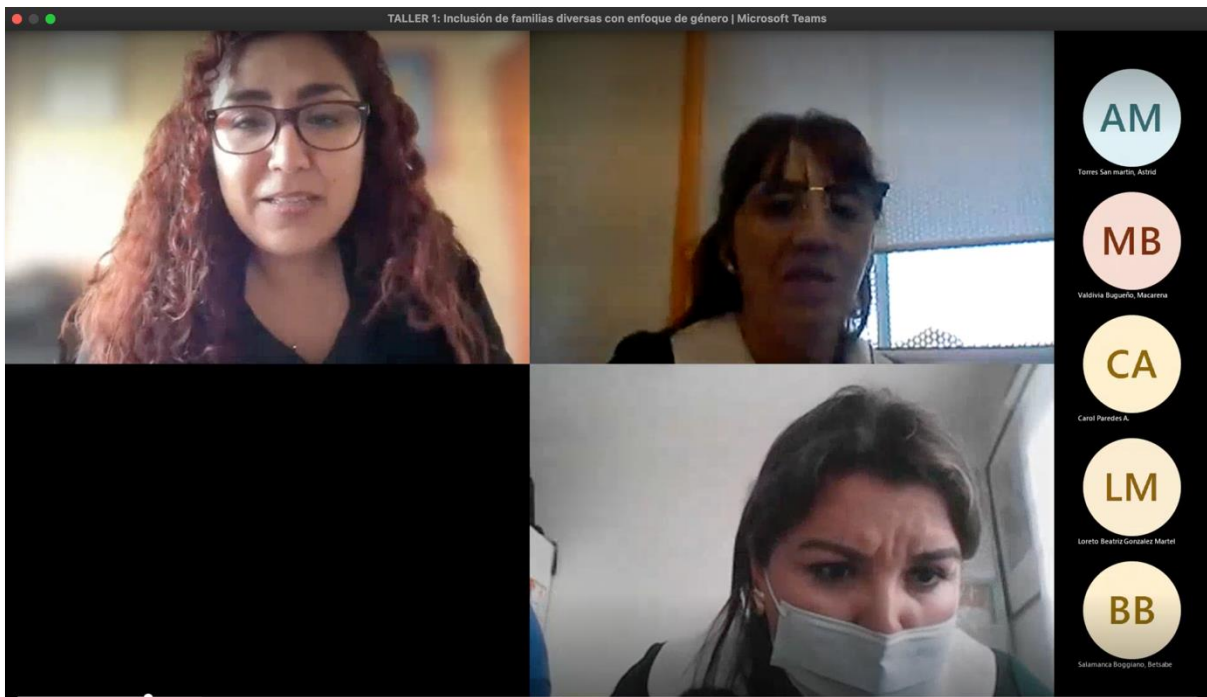 TALLER 1: Inclusión de familias diversas con enfoque de género | Microsoft Teams
AM
Torres San martin, Astrid
MB
Valdivia Bugueño, Macarena
CA
Carol Paredes A.
LM
Loreto Beatriz Gonzalez Martel
BB
Salamanca Boggiano, Betsabe